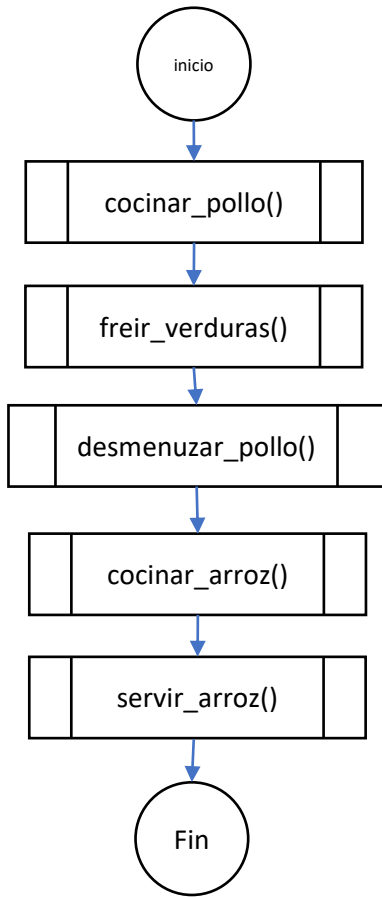 inicio
cocinar_pollo()
freir_verduras()
desmenuzar_pollo()
cocinar_arroz()
servir_arroz()
Fin